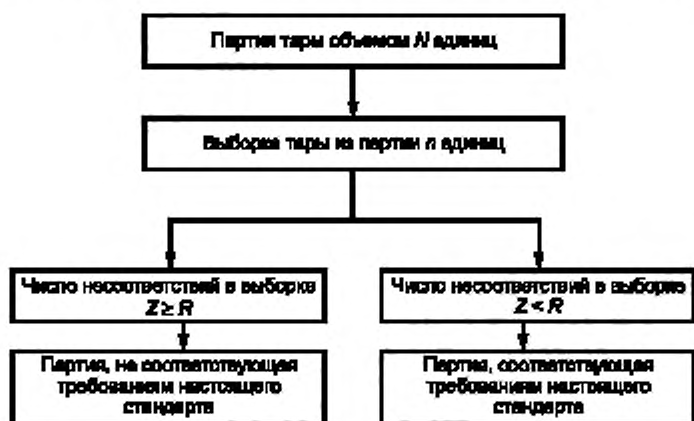 Партия тары объемом N единиц
Выборка тары из партии n единиц
Число несоответствий в выборке
Z ≥ R
Число несоответствий в выборке
Z < R
Партия, не соответствующая
требованиям настоящего
стандарта
Партия, соответствующая
требованиям настоящего
стандарта